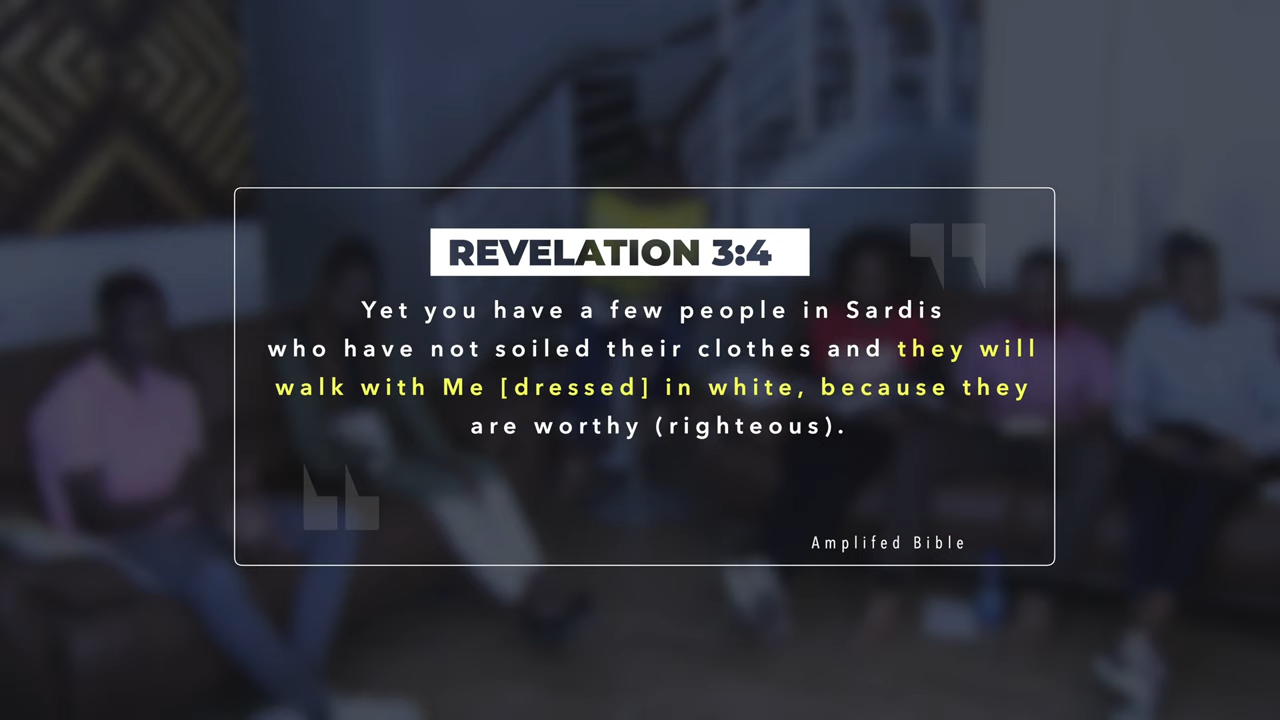 REVELATION 3:4
Yet you have a few people in Sardis
who have not soiled their clothes and they will
walk with Me [dressed] in white, because they
are worthy (righteous).
Amplifed Bible